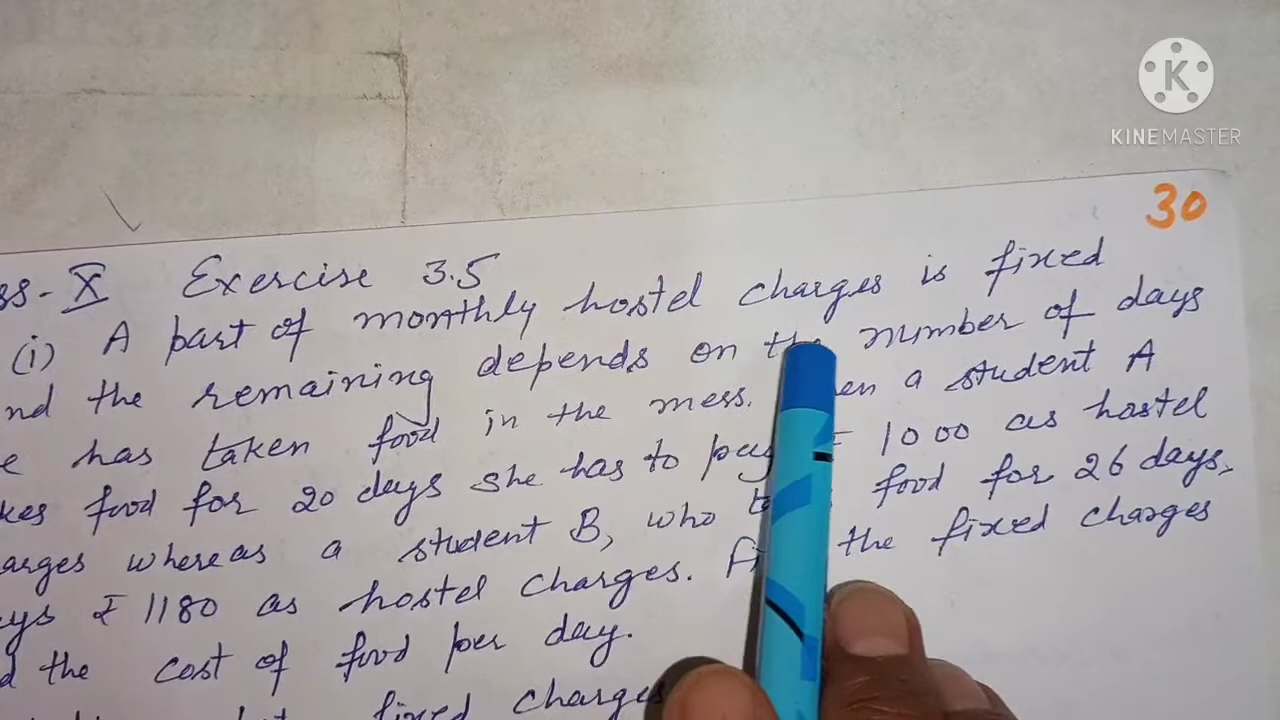 KINEMASTER
30
ss - X Exercise 3.5
(i) A part of monthly hostel charges is fixed
nd the remaining depends on the number of days
e has taken food in the mess. en a student A
kes food for 20 days she has to pay ₹ 1000 as hostel
arges whereas a student B, who food for 26 days,
ys ₹ 1180 as hostel charges. Fi the fixed charges
d the cost of food per day.
fixed charges